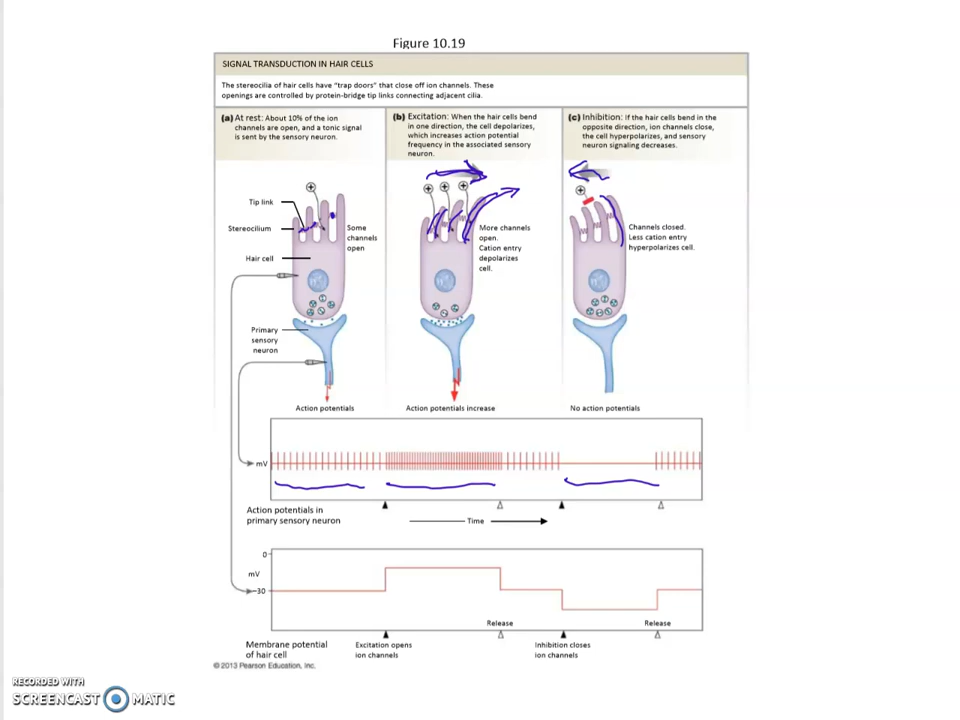 Figure 10.19
SIGNAL TRANSDUCTION IN HAIR CELLS
The stereocilia of hair cells have "trap doors" that close off ion channels. These
openings are controlled by protein-bridge tip links connecting adjacent cilia.
(a) At rest: About 10% of the ion
channels are open, and a tonic signal
is sent by the sensory neuron.
(b) Excitation: When the hair cells bend
in one direction, the cell depolarizes,
which increases action potential
frequency in the associated sensory
neuron.
(c) Inhibition: If the hair cells bend in the
opposite direction, ion channels close,
the cell hyperpolarizes, and sensory
neuron signaling decreases.
Tip link
Stereocilium
Hair cell
Some
channels
open
More channels
open.
Cation entry
depolarizes
cell.
Channels closed.
Less cation entry
hyperpolarizes cell.
Primary
sensory
neuron
Action potentials
Action potentials increase
No action potentials
mV
Action potentials in
primary sensory neuron
Time
0
mV
-30
Release
Release
Membrane potential
of hair cell
Excitation opens
ion channels
Inhibition closes
ion channels
© 2013 Pearson Education, Inc.
RECORDED WITH
SCREENCAST MATIC